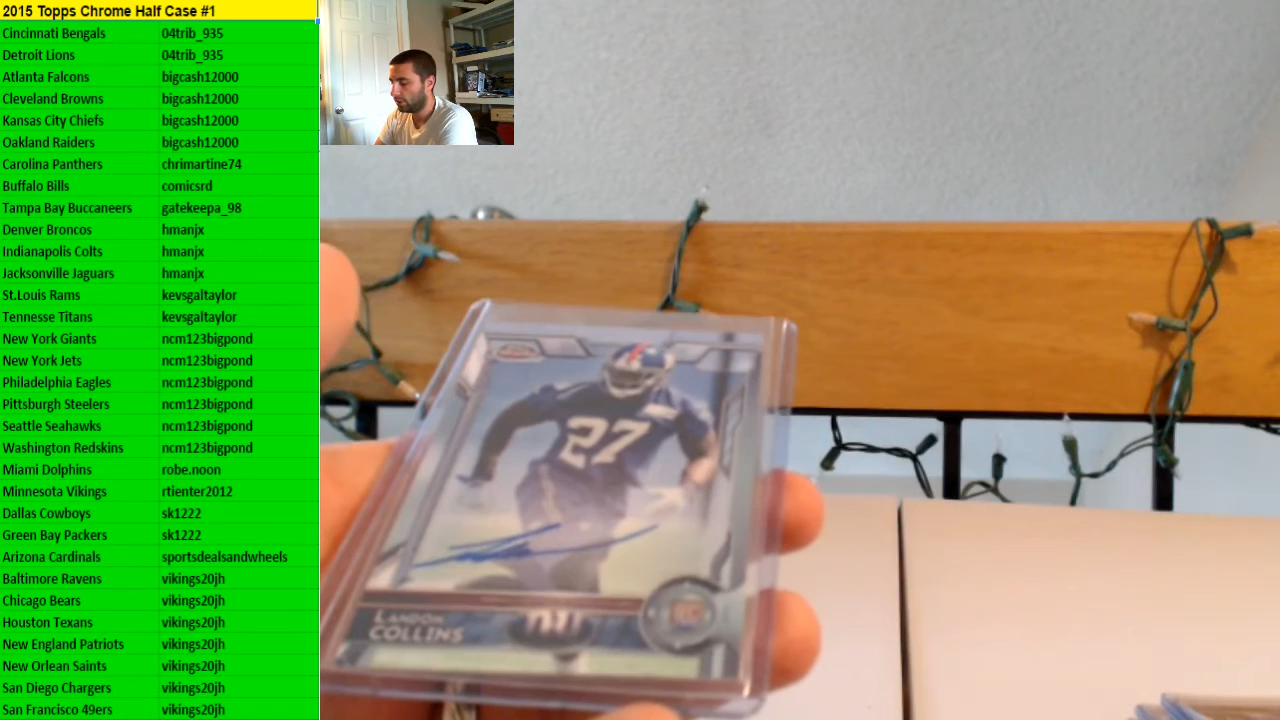 2015 Topps Chrome Half Case #1
Cincinnati Bengals 04trib_935
Detroit Lions 04trib_935
Atlanta Falcons bigcash12000
Cleveland Browns bigcash12000
Kansas City Chiefs bigcash12000
Oakland Raiders bigcash12000
Carolina Panthers chrimartine74
Buffalo Bills comicsrd
Tampa Bay Buccaneers gatekeepa_98
Denver Broncos hmanjx
Indianapolis Colts hmanjx
Jacksonville Jaguars hmanjx
St.Louis Rams kevsgaltaylor
Tennesse Titans kevsgaltaylor
New York Giants ncm123bigpond
New York Jets ncm123bigpond
Philadelphia Eagles ncm123bigpond
Pittsburgh Steelers ncm123bigpond
Seattle Seahawks ncm123bigpond
Washington Redskins ncm123bigpond
Miami Dolphins robe.noon
Minnesota Vikings rtienter2012
Dallas Cowboys sk1222
Green Bay Packers sk1222
Arizona Cardinals sportsdealsandwheels
Baltimore Ravens vikings20jh
Chicago Bears vikings20jh
Houston Texans vikings20jh
New England Patriots vikings20jh
New Orlean Saints vikings20jh
San Diego Chargers vikings20jh
San Francisco 49ers vikings20jh
27
LANDON
COLLINS
ny